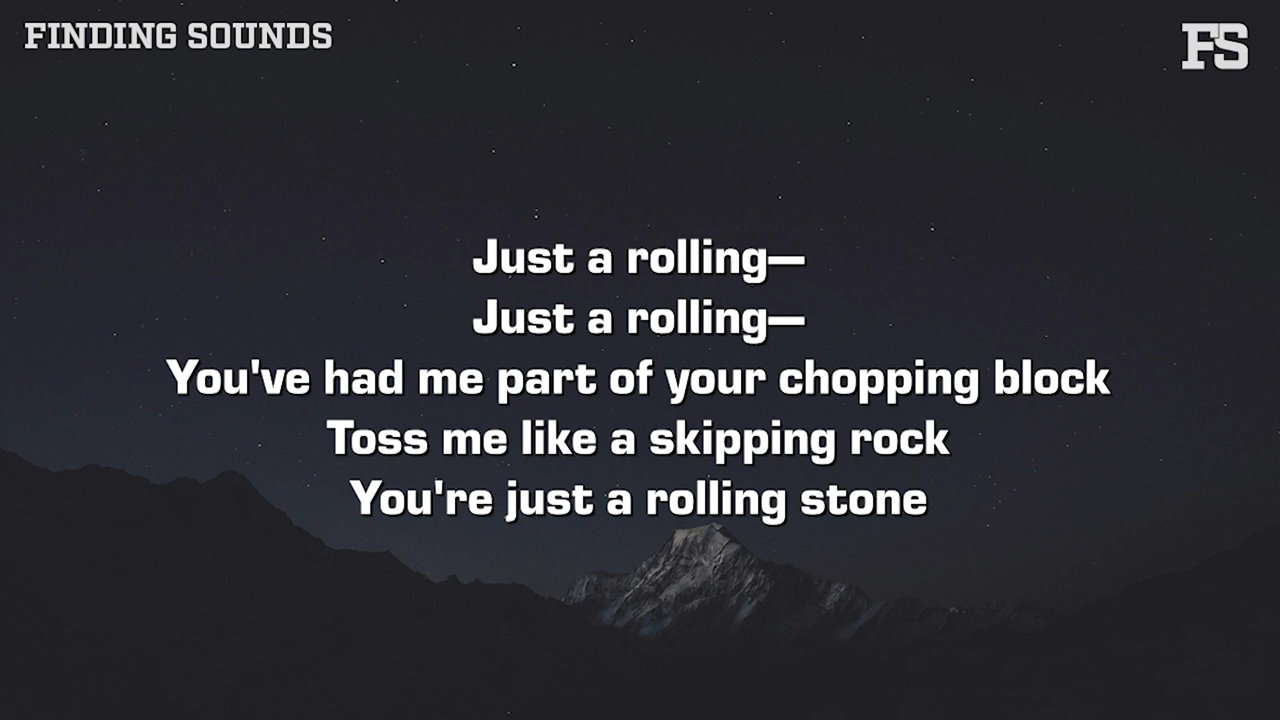 FINDING SOUNDS
FS
Just a rolling—
Just a rolling—
You've had me part of your chopping block
Toss me like a skipping rock
You're just a rolling stone